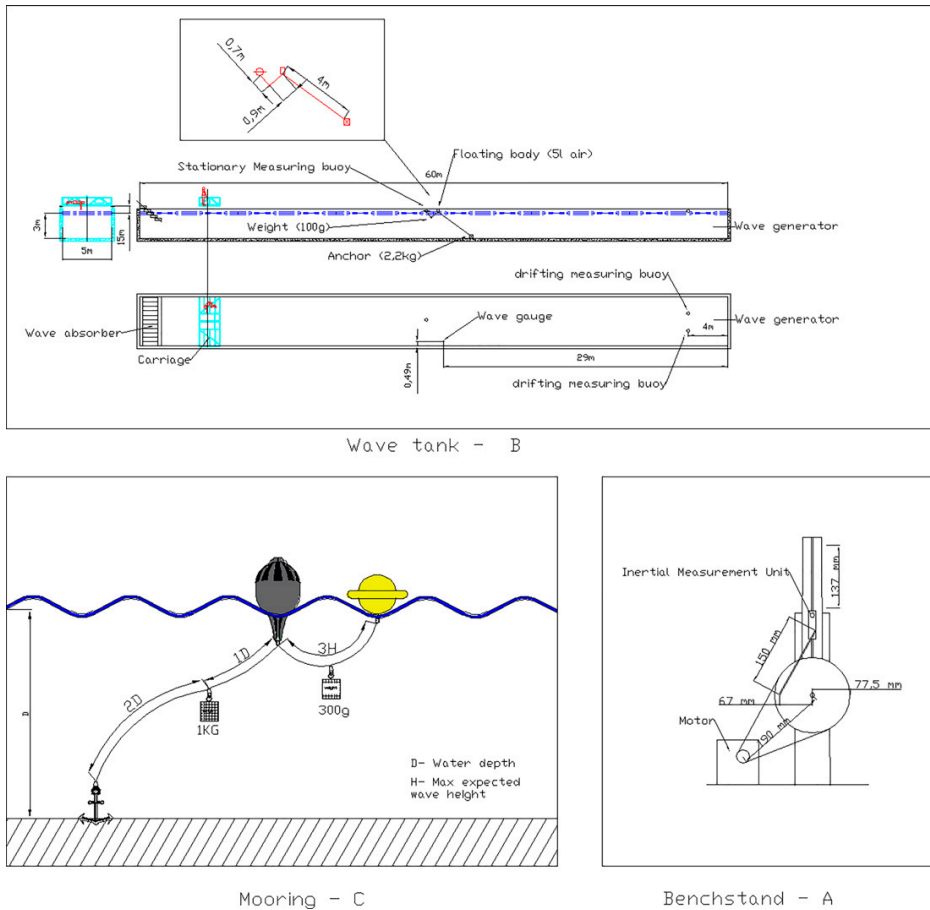 0,7m
4m
0,9m
Floating body (5l air)
Stationary Measuring buoy
60m
3m
15m
5m
Weight (100g)
Wave generator
Anchor (2,2kg)
drifting measuring buoy
Wave gauge
Wave generator
Wave absorber
4m
Carriage
0,49m
29m
drifting measuring buoy
Wave tank - B
1D
3H
2D
D
1KG
300g
D- Water depth
H- Max expected
wave height
Mooring - C
137 mm
Inertial Measurement Unit
150 mm
77,5 mm
67 mm
190 mm
Motor
Benchstand - A